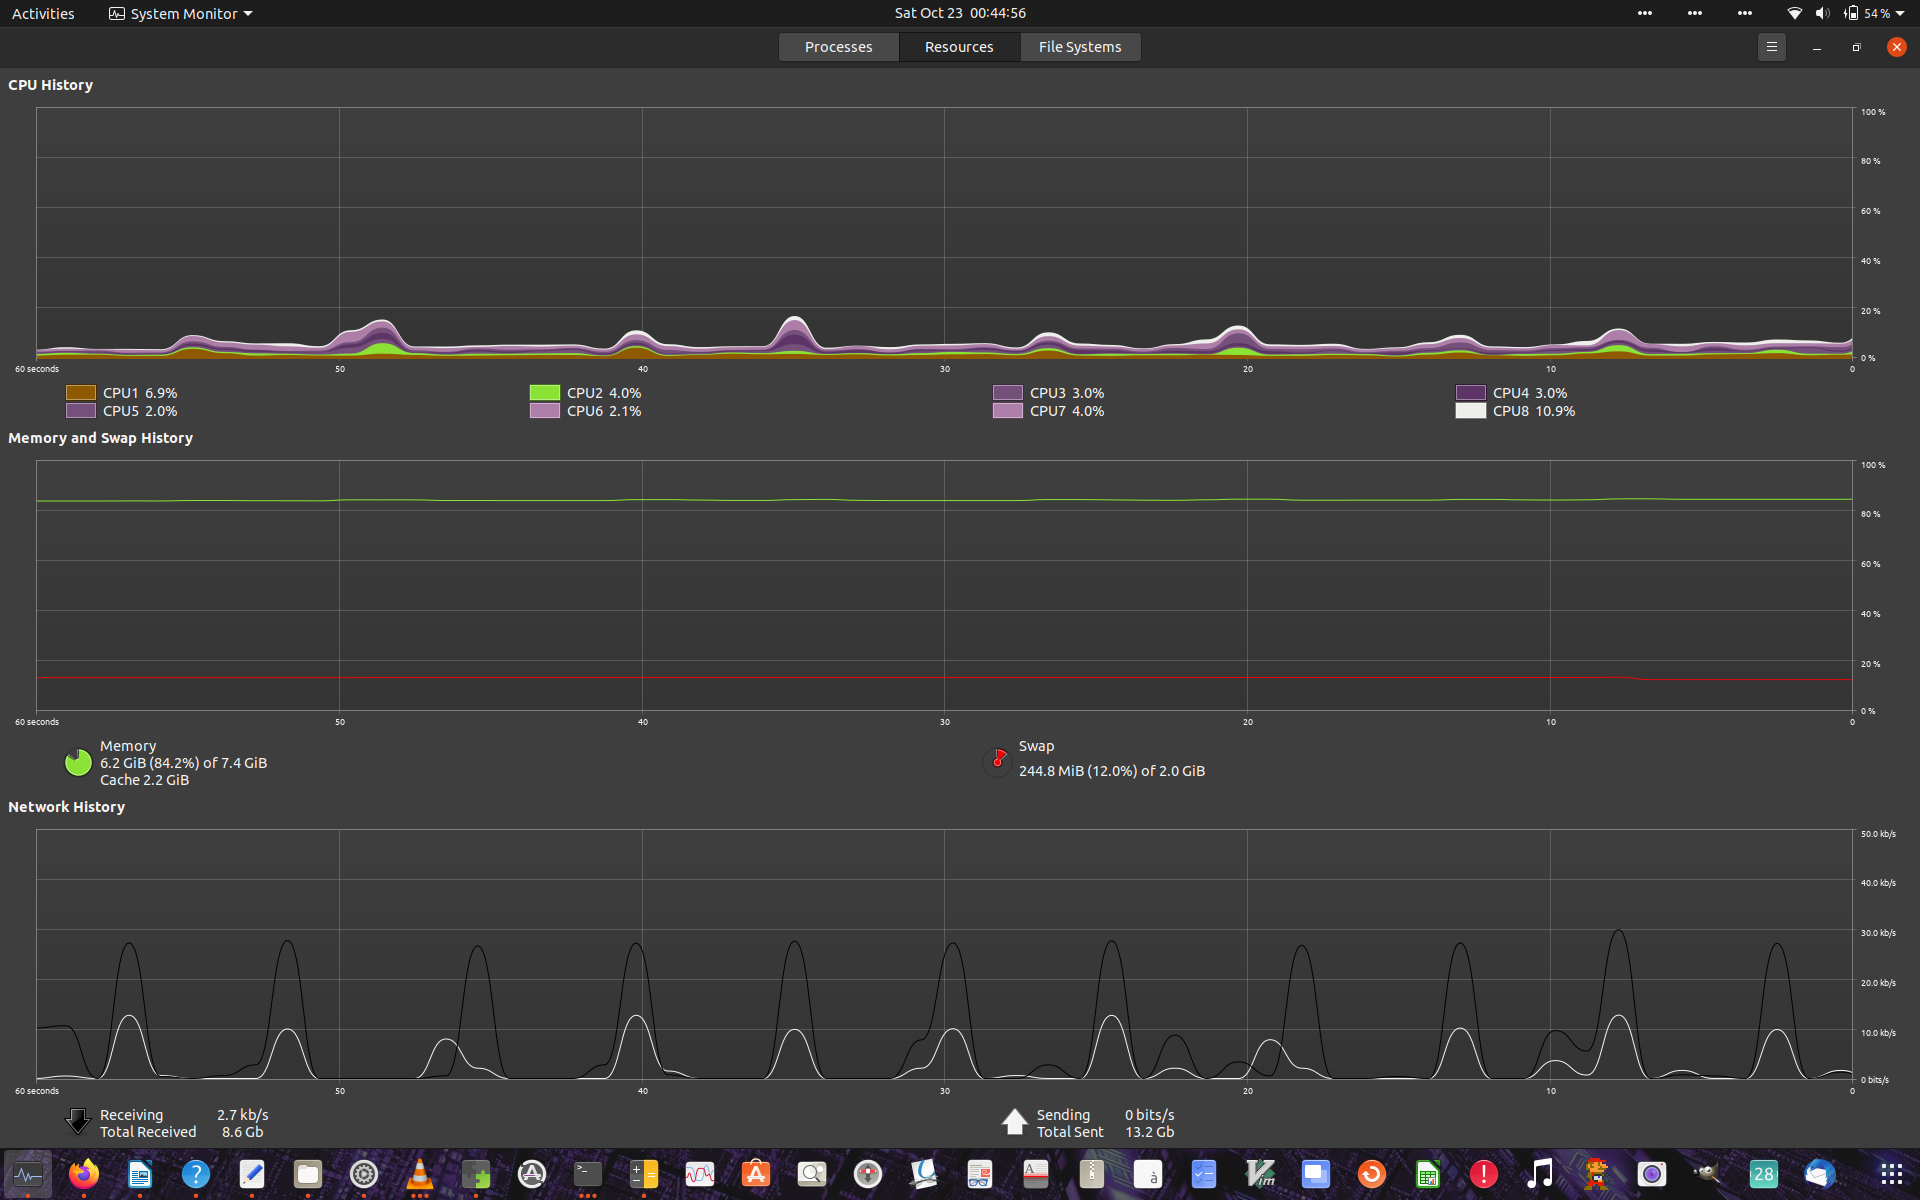 Activities System Monitor Sat Oct 23 00:44:56 54 %
Processes Resources File Systems
CPU History
100 %
80 %
60 %
40 %
20 %
0 %
60 seconds 50 40 30 20 10 0
CPU1 6.9% CPU2 4.0% CPU3 3.0% CPU4 3.0%
CPU5 2.0% CPU6 2.1% CPU7 4.0% CPU8 10.9%
Memory and Swap History
100 %
80 %
60 %
40 %
20 %
0 %
60 seconds 50 40 30 20 10 0
Memory
6.2 GiB (84.2%) of 7.4 GiB
Cache 2.2 GiB
Swap
244.8 MiB (12.0%) of 2.0 GiB
Network History
50.0 kb/s
40.0 kb/s
30.0 kb/s
20.0 kb/s
10.0 kb/s
0 bits/s
60 seconds 50 40 30 20 10 0
Receiving 2.7 kb/s
Total Received 8.6 Gb
Sending 0 bits/s
Total Sent 13.2 Gb
? >_ A à Vim ! 28